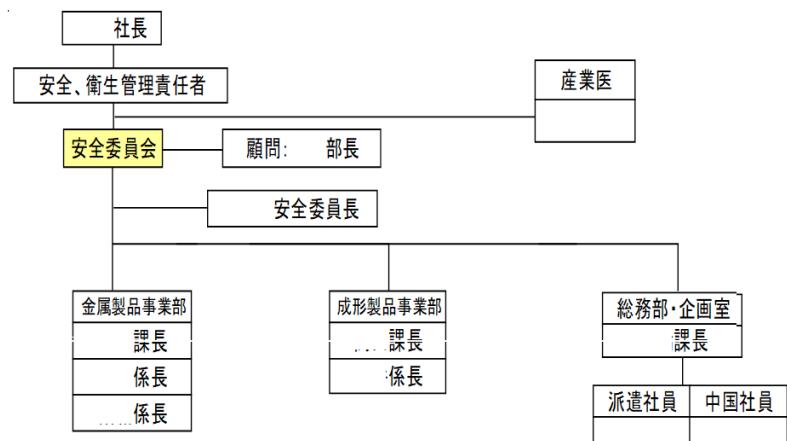 社長
安全、衛生管理責任者
産業医
安全委員会
顧問: 部長
安全委員長
金属製品事業部
課長
係長
係長
成形製品事業部
課長
係長
総務部・企画室
課長
派遣社員
中国社員